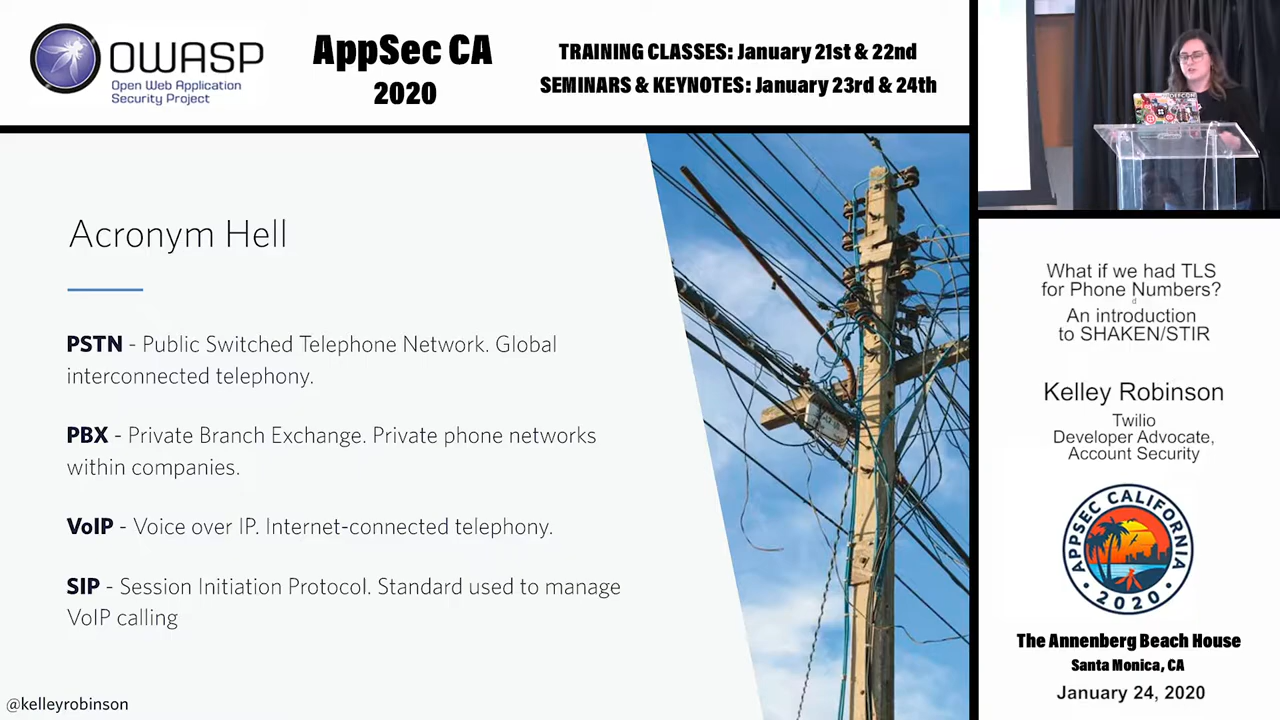 OWASP
Open Web Application
Security Project
AppSec CA
2020
TRAINING CLASSES: January 21st & 22nd
SEMINARS & KEYNOTES: January 23rd & 24th
Acronym Hell
PSTN - Public Switched Telephone Network. Global
interconnected telephony.
PBX - Private Branch Exchange. Private phone networks
within companies.
VoIP - Voice over IP. Internet-connected telephony.
SIP - Session Initiation Protocol. Standard used to manage
VoIP calling
@kelleyrobinson
What if we had TLS
for Phone Numbers?
d
An introduction
to SHAKEN/STIR
Kelley Robinson
Twilio
Developer Advocate,
Account Security
APPSEC CALIFORNIA
• 2020 •
The Annenberg Beach House
Santa Monica, CA
January 24, 2020